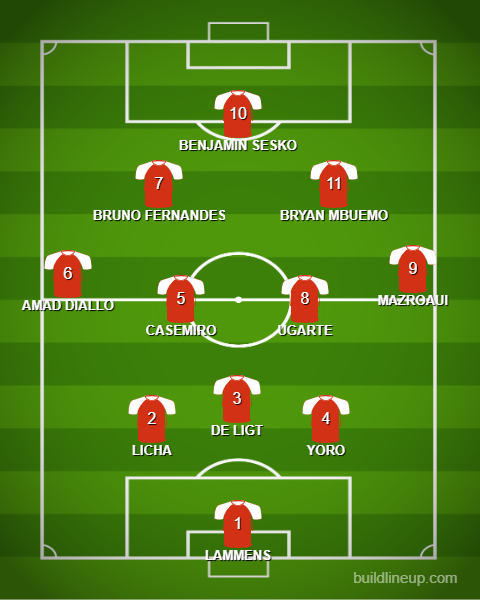 10
BENJAMIN SESKO
7
11
BRUNO FERNANDES
BRYAN MBUEMO
6
9
AMAD DIALLO
MAZROAUI
5
8
CASEMIRO
UGARTE
3
DE LIGT
2
4
LICHA
YORO
1
LAMMENS
buildlineup.com